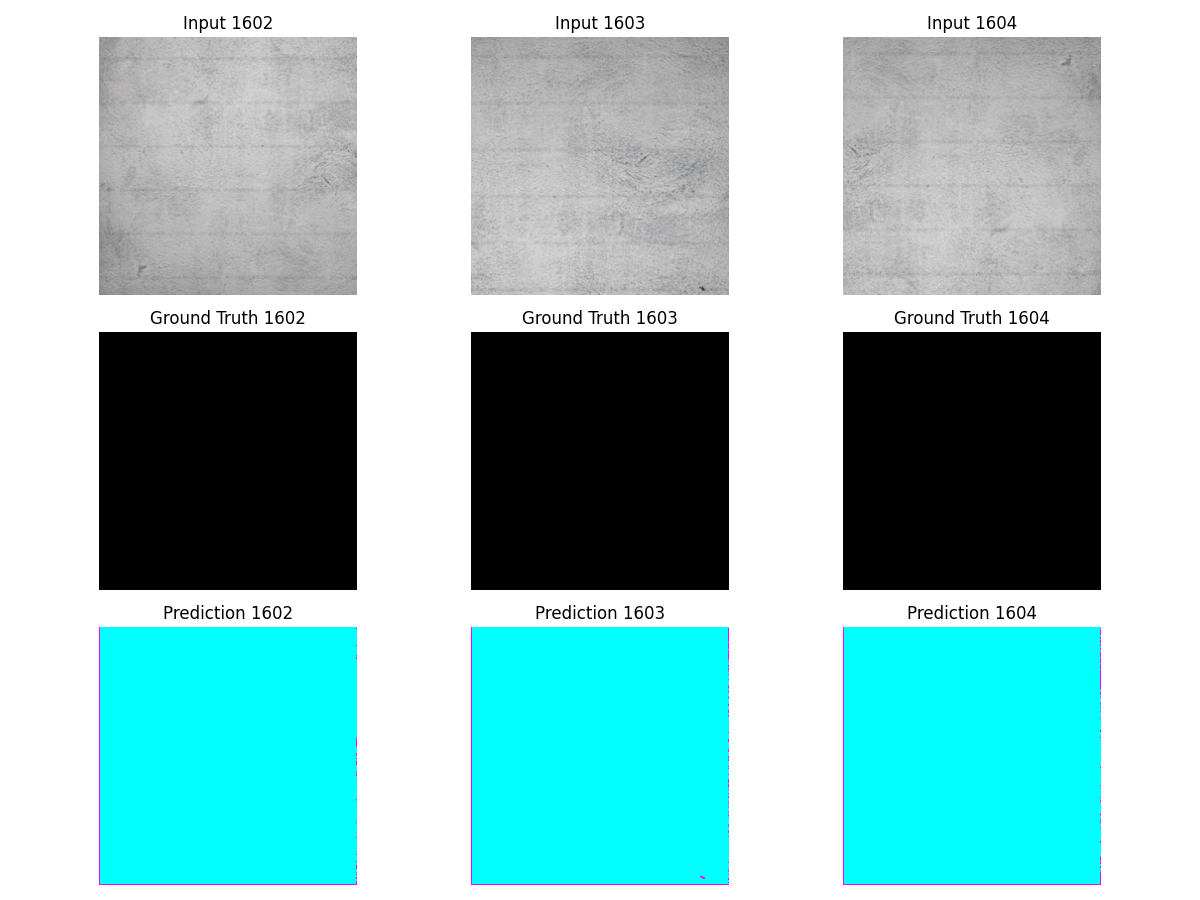 Input 1602
Input 1603
Input 1604
Ground Truth 1602
Ground Truth 1603
Ground Truth 1604
Prediction 1602
Prediction 1603
Prediction 1604